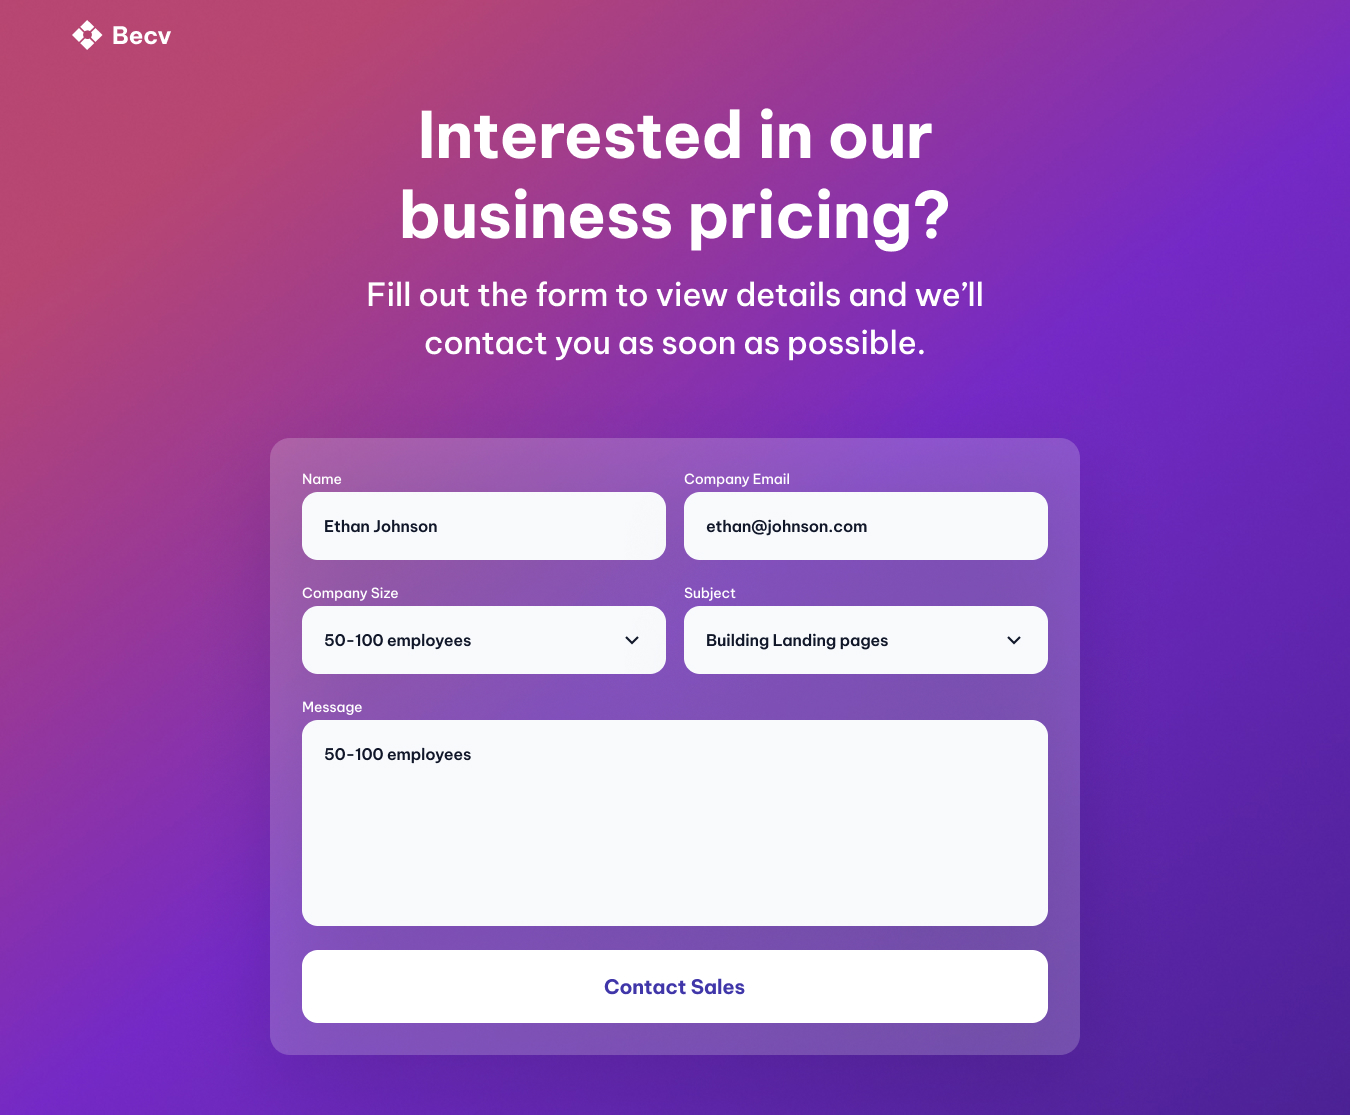 Becv
Interested in our
business pricing?
Fill out the form to view details and we’ll
contact you as soon as possible.
Name
Company Email
Ethan Johnson
ethan@johnson.com
Company Size
Subject
50-100 employees
Building Landing pages
Message
50-100 employees
Contact Sales